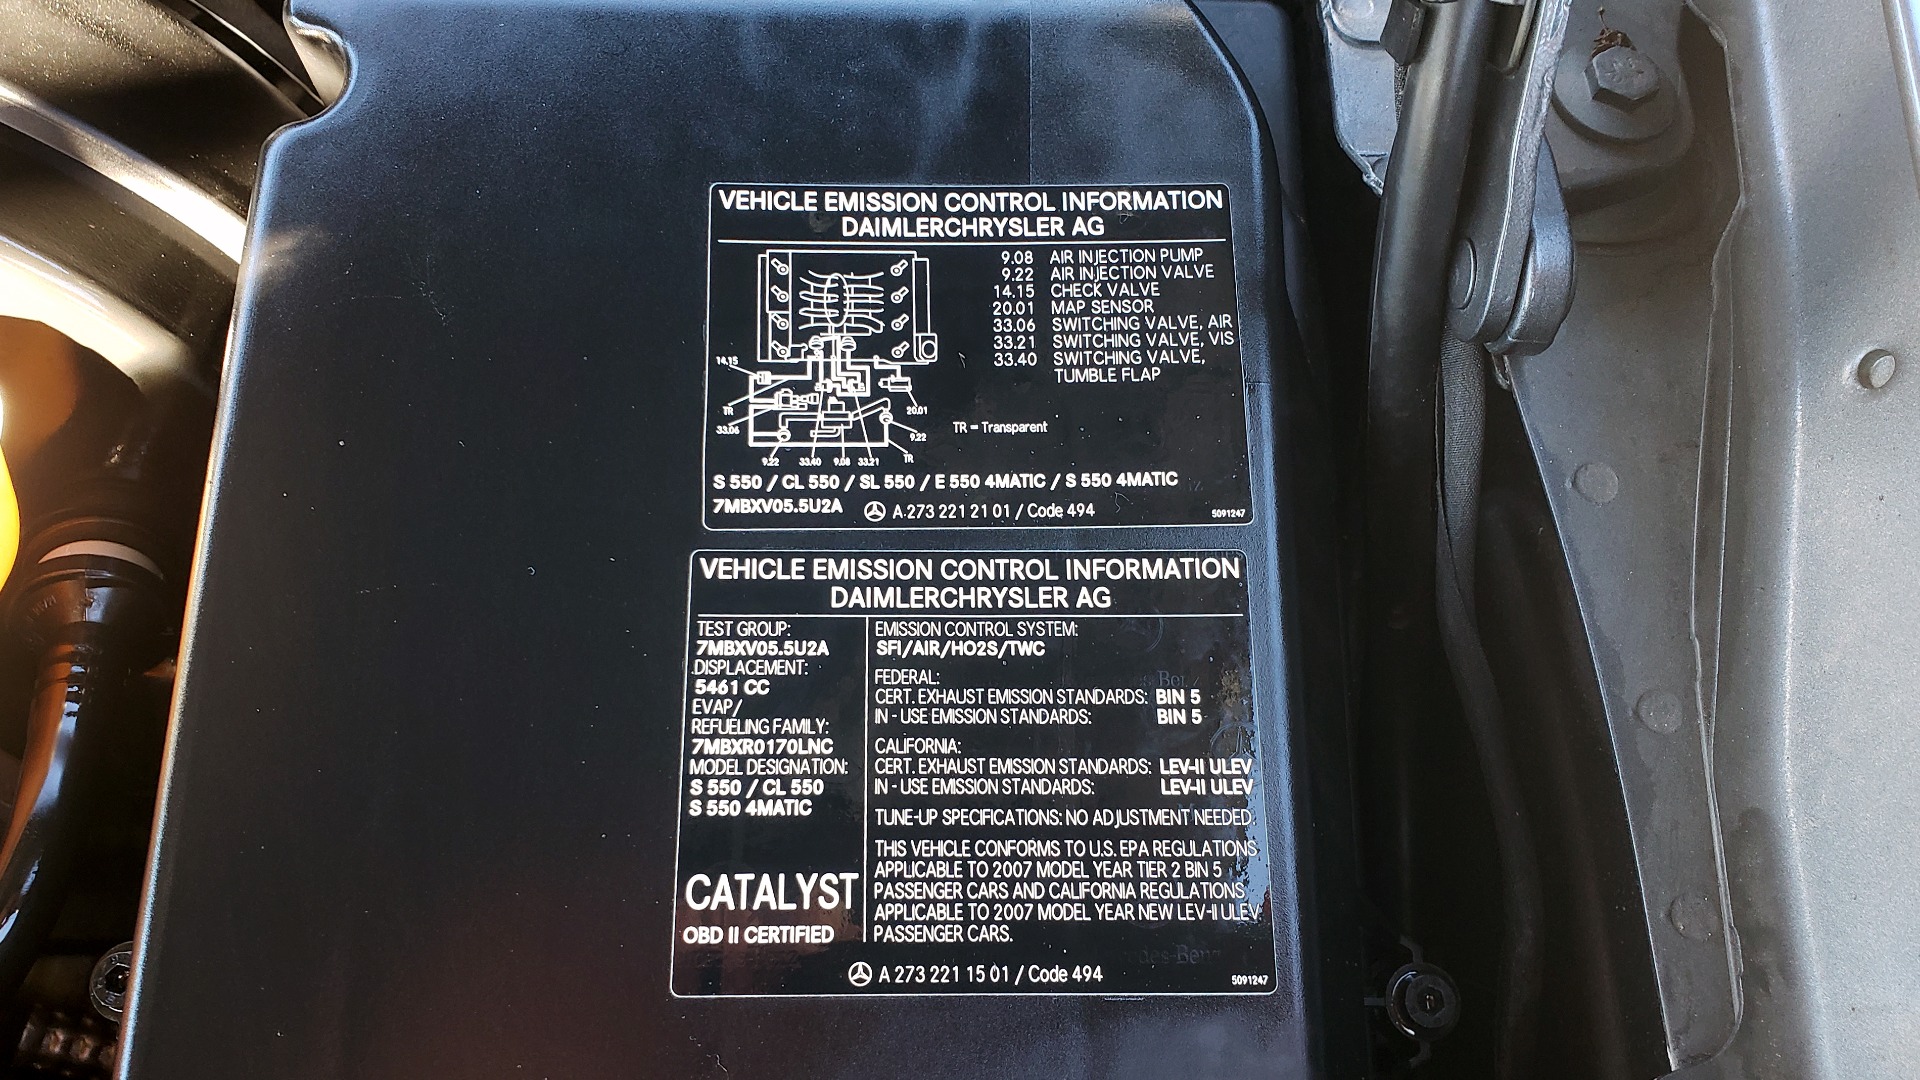 VEHICLE EMISSION CONTROL INFORMATION
DAIMLERCHRYSLER AG
9.08 AIR INJECTION PUMP
9.22 AIR INJECTION VALVE
14.15 CHECK VALVE
20.01 MAP SENSOR
33.06 SWITCHING VALVE, AIR
33.21 SWITCHING VALVE, VIS
33.40 SWITCHING VALVE,
TUMBLE FLAP
14.15
TR
33.06
20.01
9.22
9.22 33.40 9.08 33.21 TR
TR = Transparent
S 550 / CL 550 / SL 550 / E 550 4MATIC / S 550 4MATIC
7MBXV05.5U2A A 273 221 21 01 / Code 494 5091247
VEHICLE EMISSION CONTROL INFORMATION
DAIMLERCHRYSLER AG
TEST GROUP:
7MBXV05.5U2A
DISPLACEMENT:
5461 CC
EVAP/
REFUELING FAMILY:
7MBXR0170LNC
MODEL DESIGNATION:
S 550 / CL 550
S 550 4MATIC
CATALYST
OBD II CERTIFIED
EMISSION CONTROL SYSTEM:
SFI/AIR/HO2S/TWC
FEDERAL:
CERT. EXHAUST EMISSION STANDARDS: BIN 5
IN - USE EMISSION STANDARDS: BIN 5
CALIFORNIA:
CERT. EXHAUST EMISSION STANDARDS: LEV-II ULEV
IN - USE EMISSION STANDARDS: LEV-II ULEV
TUNE-UP SPECIFICATIONS: NO ADJUSTMENT NEEDED.
THIS VEHICLE CONFORMS TO U.S. EPA REGULATIONS
APPLICABLE TO 2007 MODEL YEAR TIER 2 BIN 5
PASSENGER CARS AND CALIFORNIA REGULATIONS
APPLICABLE TO 2007 MODEL YEAR NEW LEV-II ULEV
PASSENGER CARS.
A 273 221 15 01 / Code 494 5091247